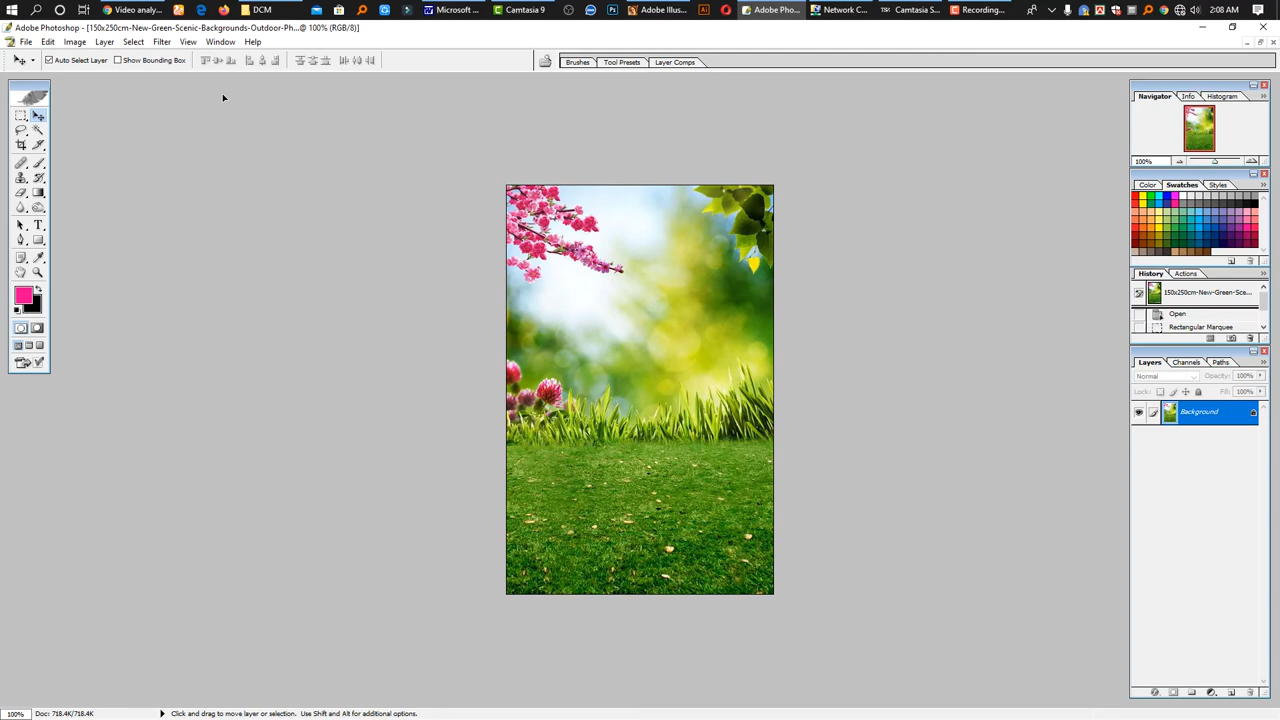 DCM
Video analy...
Microsoft ...
Camtasia 9
Adobe Illus...
Adobe Pho...
Network C...
Camtasia S...
Recording...
2:08 AM
Adobe Photoshop - [150x250cm-New-Green-Scenic-Backgrounds-Outdoor-Ph...@ 100% (RGB/8)]
File Edit Image Layer Select Filter View Window Help
Auto Select Layer Show Bounding Box
Brushes Tool Presets Layer Comps
Navigator Info Histogram
100%
Color Swatches Styles
History Actions
150x250cm-New-Green-Sce...
Open
Rectangular Marquee
Layers Channels Paths
Normal Opacity: 100%
Lock: Fill: 100%
Background
100% Doc: 718.4K/718.4K Click and drag to move layer or selection. Use Shift and Alt for additional options.